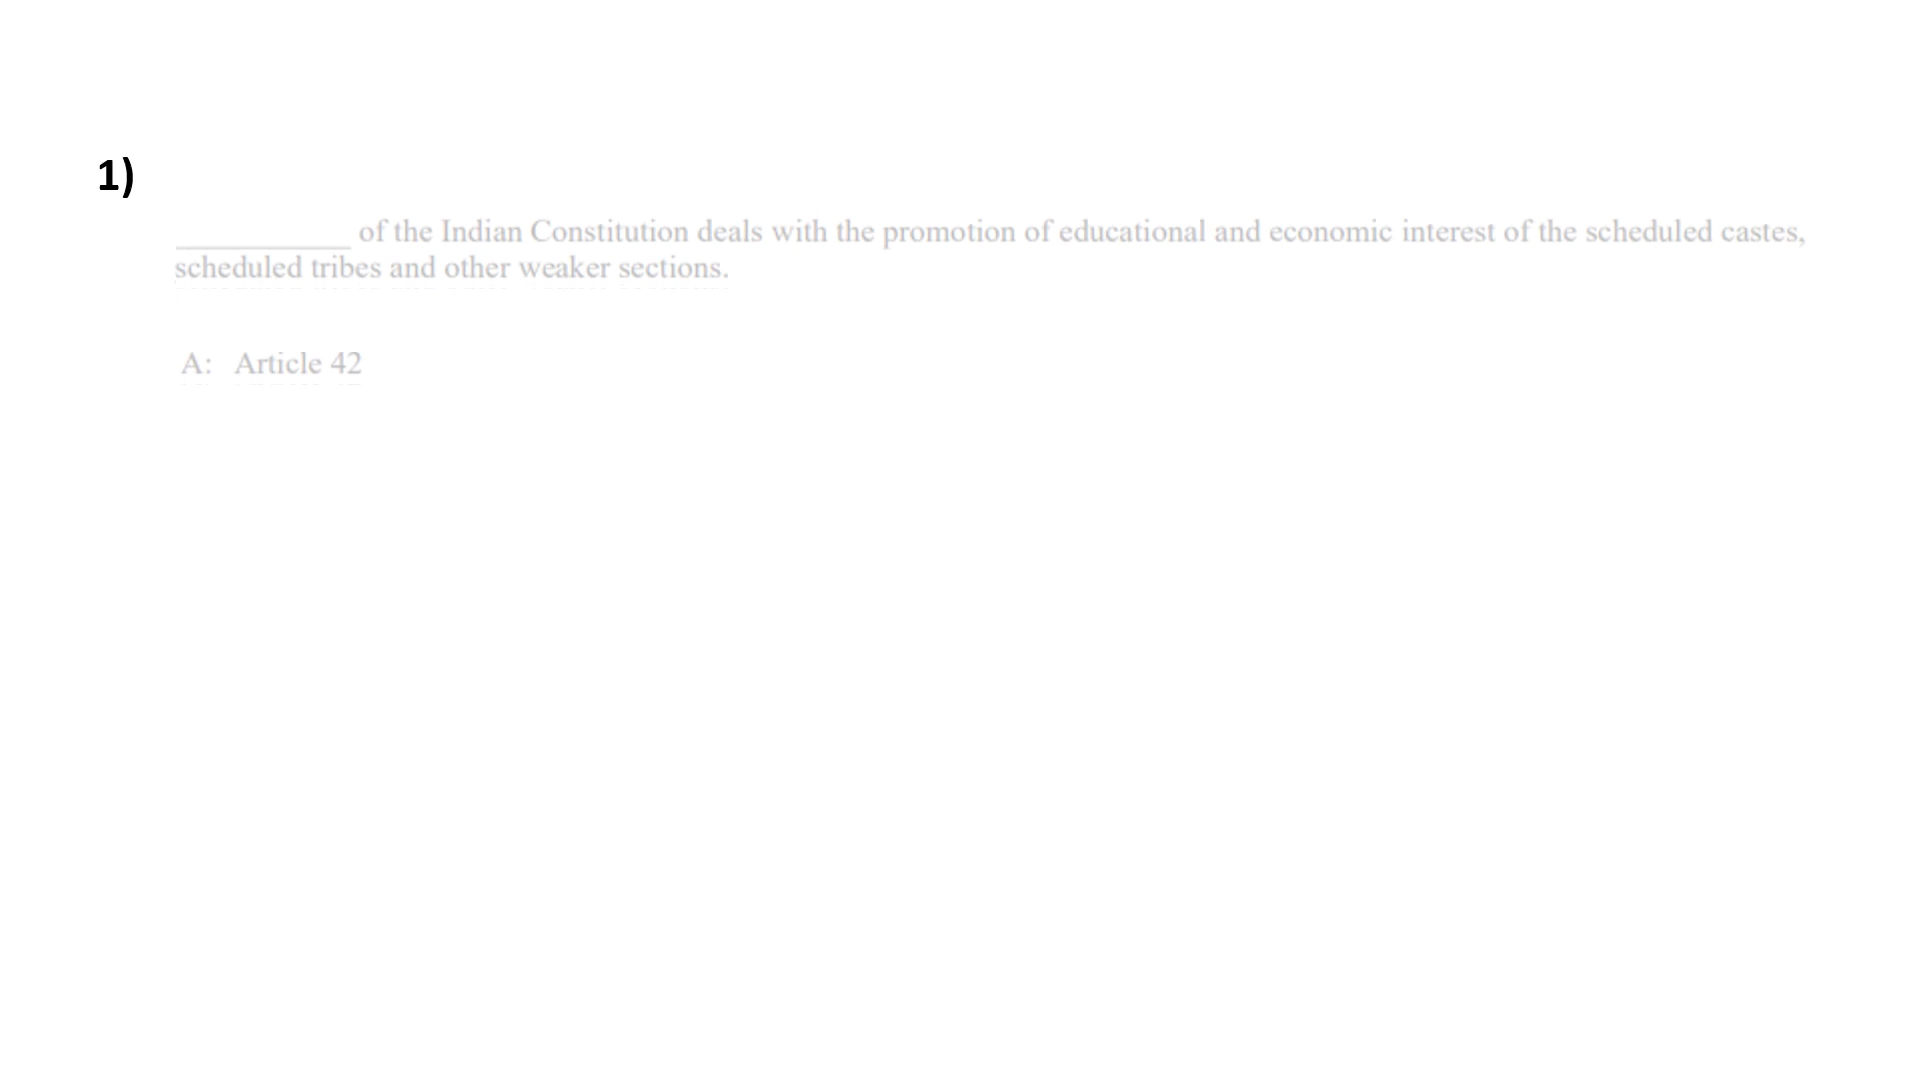 1)
____________ of the Indian Constitution deals with the promotion of educational and economic interest of the scheduled castes,
scheduled tribes and other weaker sections.
A: Article 42